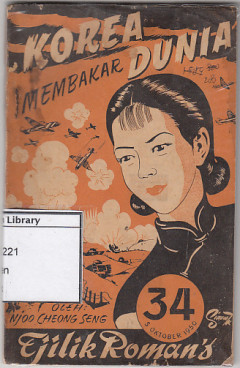 KOREA
MEMBAKAR DUNIA
Library
221
OLEH:
NJOO CHEONG SENG
34
5 OKTOBER 1950
Tjilik Roman's